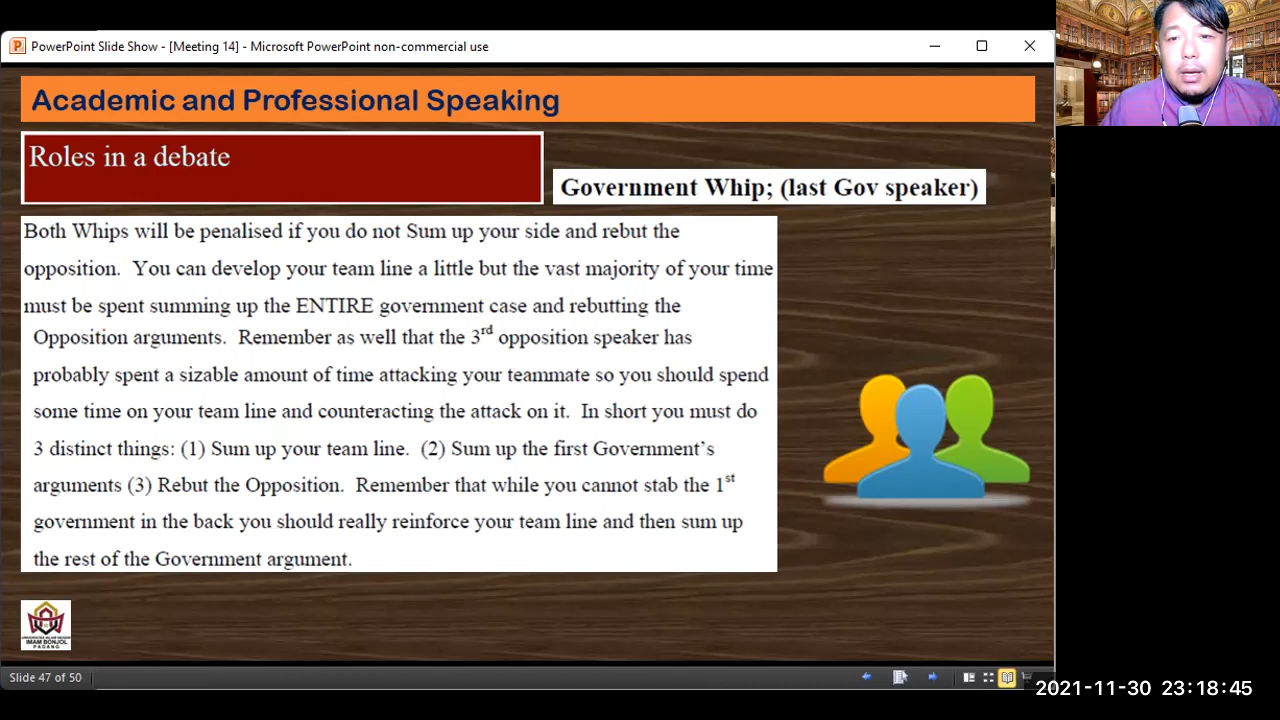 PowerPoint Slide Show - [Meeting 14] - Microsoft PowerPoint non-commercial use
Academic and Professional Speaking
Roles in a debate
Government Whip; (last Gov speaker)
Both Whips will be penalised if you do not Sum up your side and rebut the
opposition. You can develop your team line a little but the vast majority of your time
must be spent summing up the ENTIRE government case and rebutting the
Opposition arguments. Remember as well that the 3rd opposition speaker has
probably spent a sizable amount of time attacking your teammate so you should spend
some time on your team line and counteracting the attack on it. In short you must do
3 distinct things: (1) Sum up your team line. (2) Sum up the first Government's
arguments (3) Rebut the Opposition. Remember that while you cannot stab the 1st
government in the back you should really reinforce your team line and then sum up
the rest of the Government argument.
IMAM BONJOL
PADANG
Slide 47 of 50
2021-11-30 23:18:45